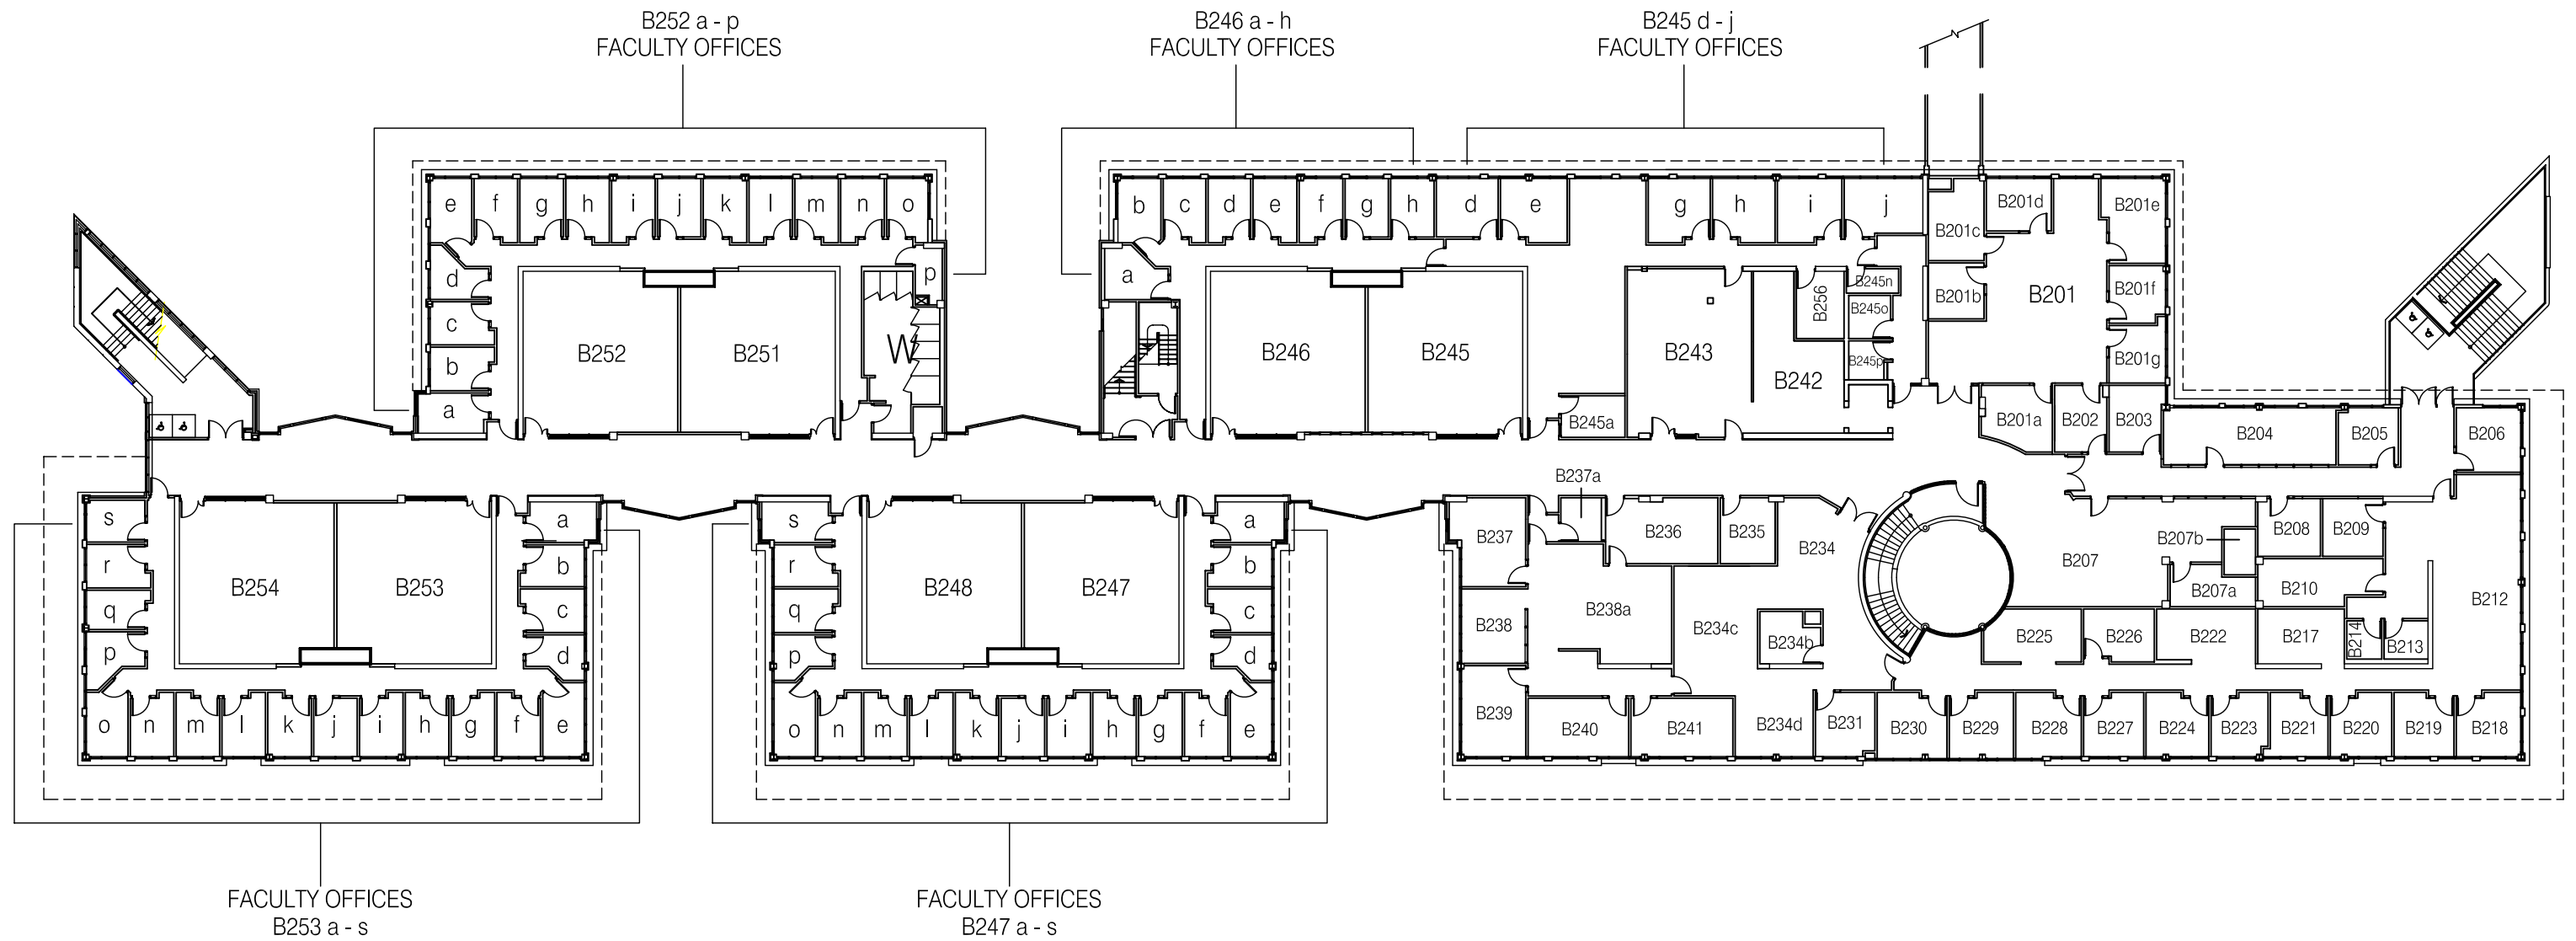 B252 a - p
FACULTY OFFICES
B246 a - h
FACULTY OFFICES
B245 d - j
FACULTY OFFICES
e f g h i j k l m n o
d
c
b
a
p
B252
B251
W
b c d e f g h d e g h i j
a
B246
B245
B245a
B243
B242
B256
B245n
B245o
B245p
B201c
B201d
B201e
B201b
B201
B201f
B201g
B201a
B202
B203
B204
B205
B206
s
r
q
p
B254
B253
a
b
c
d
o n m l k j i h g f e
s
r
q
p
B248
B247
a
b
c
d
o n m l k j i h g f e
B237a
B237
B236
B235
B234
B238
B238a
B234c
B234b
B239
B240
B241
B234d
B231
B207
B207b
B207a
B208
B209
B210
B212
B225
B226
B222
B217
B214
B213
B230
B229
B228
B227
B224
B223
B221
B220
B219
B218
FACULTY OFFICES
B253 a - s
FACULTY OFFICES
B247 a - s